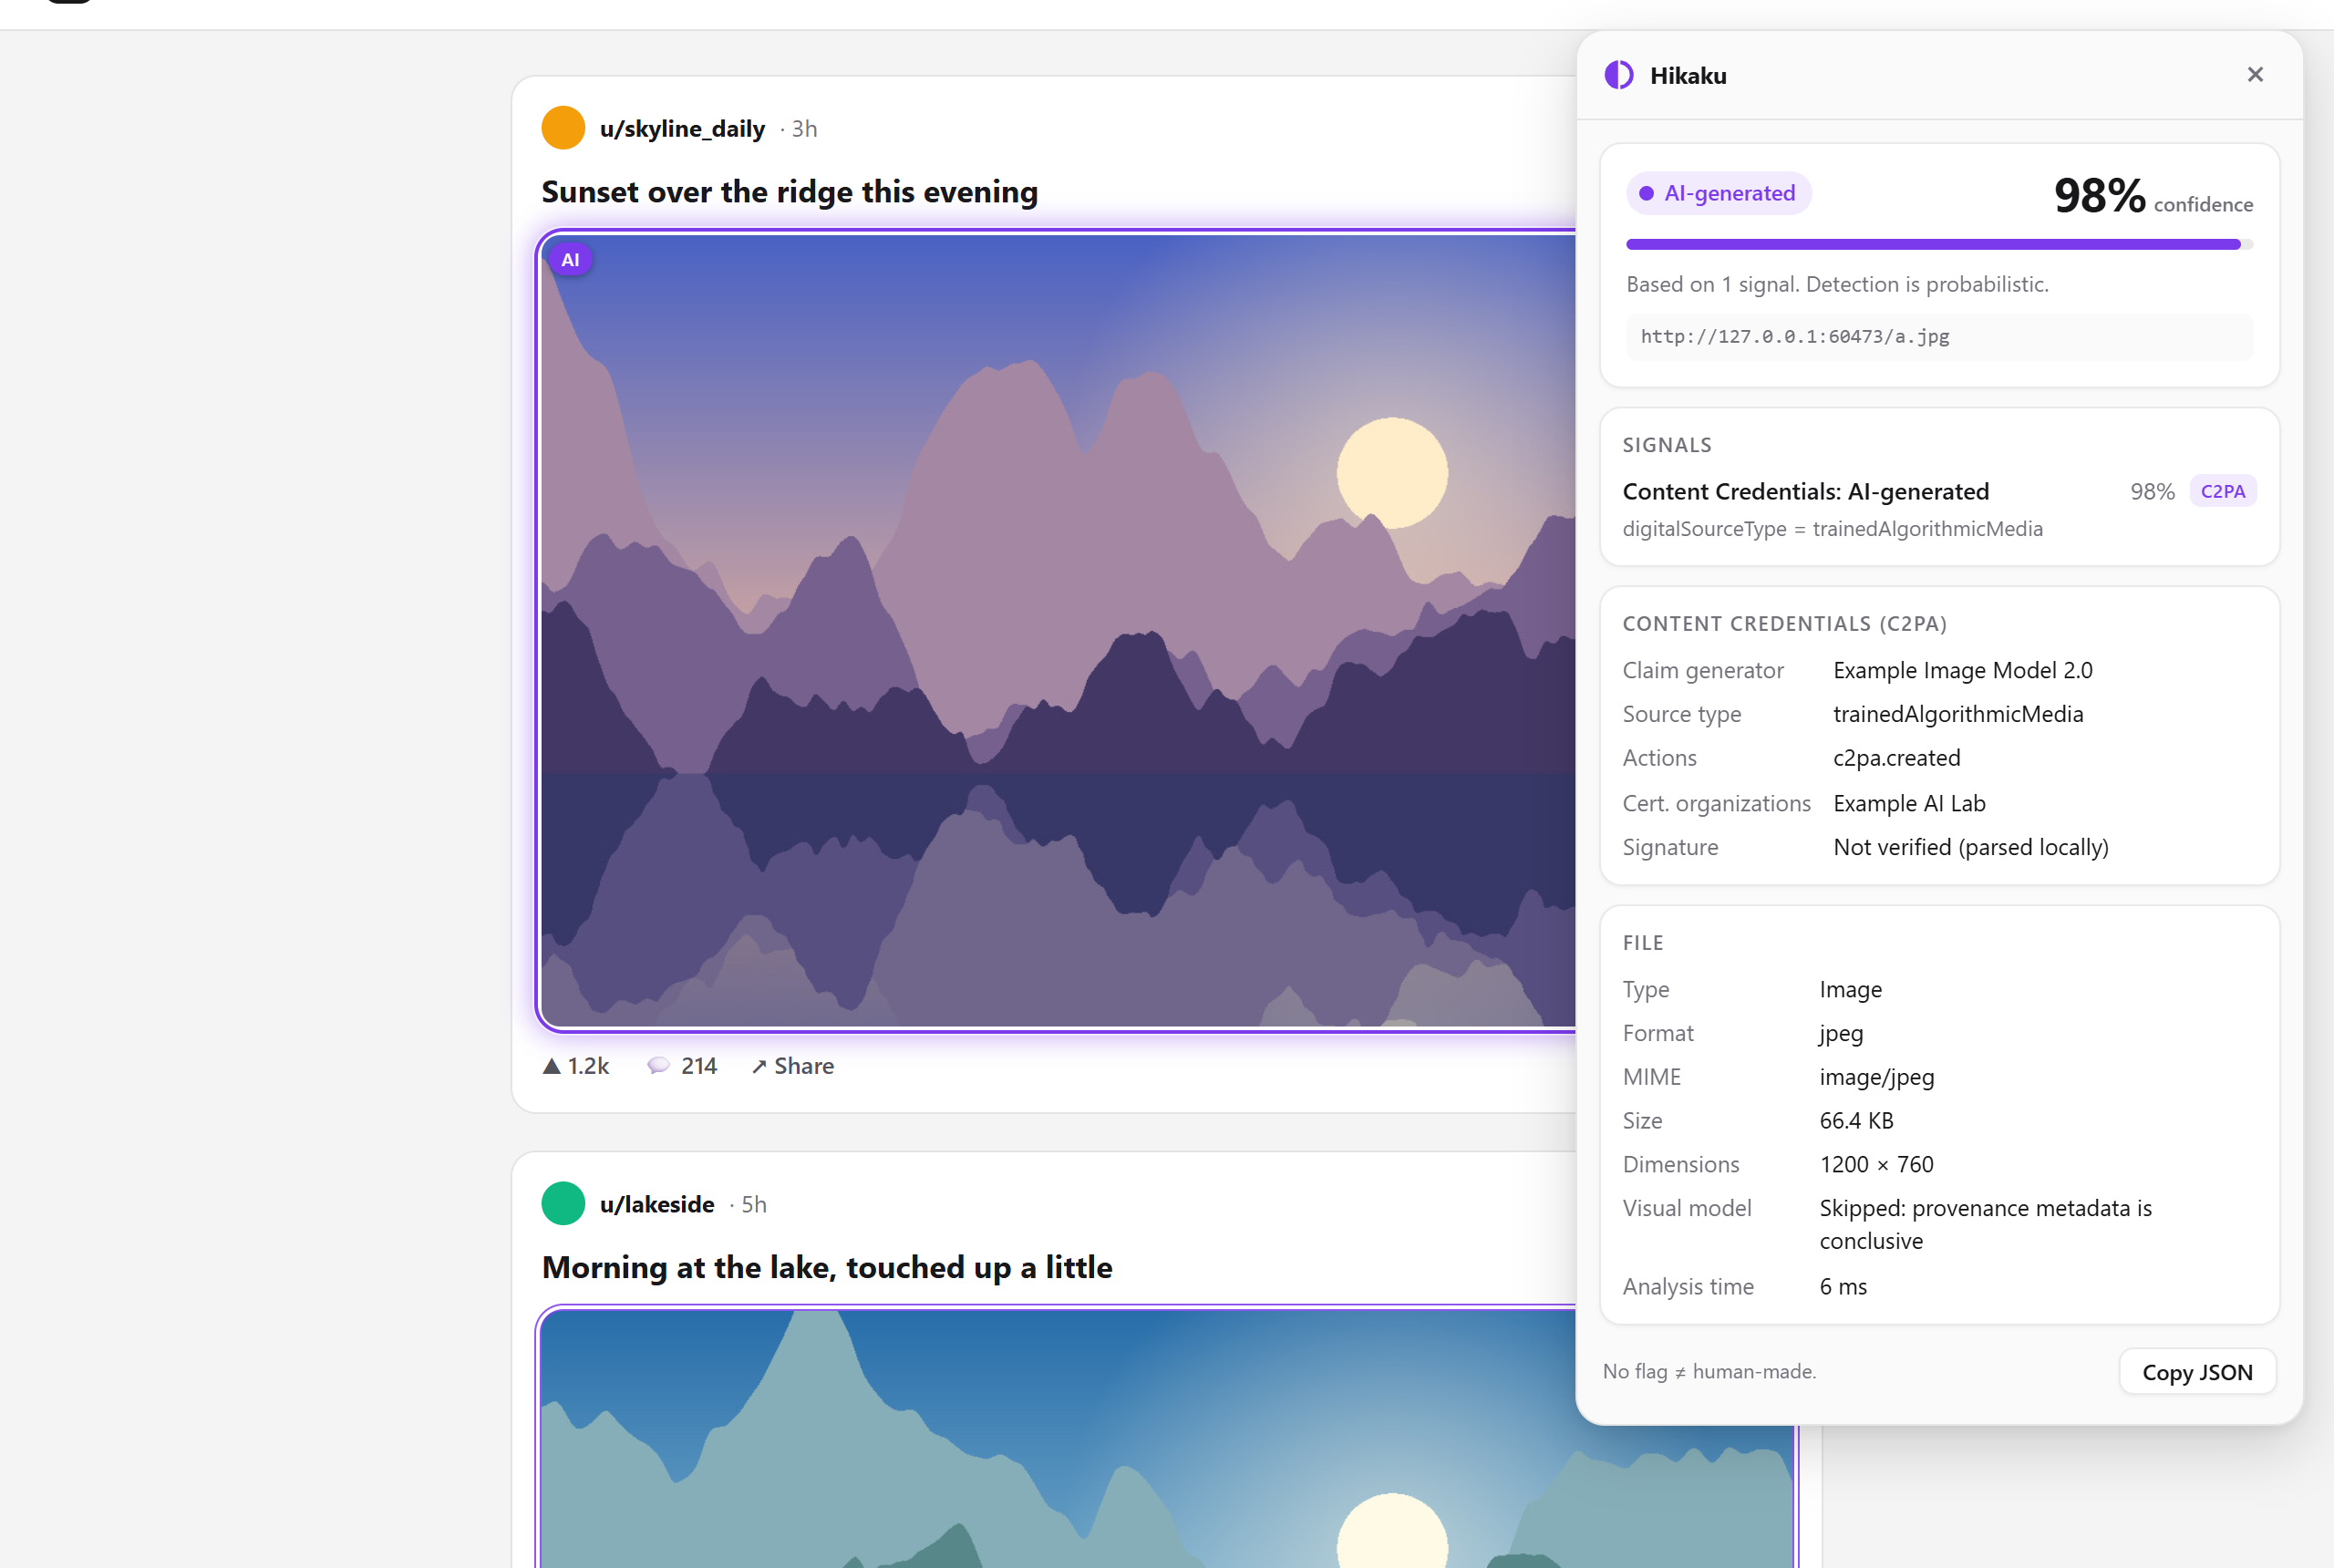 u/skyline_daily · 3h
Sunset over the ridge this evening
AI
▲ 1.2k 💬 214 ↗ Share
u/lakeside · 5h
Morning at the lake, touched up a little
Hikaku ✕
AI-generated 98% confidence
Based on 1 signal. Detection is probabilistic.
http://127.0.0.1:60473/a.jpg
SIGNALS
Content Credentials: AI-generated 98% C2PA
digitalSourceType = trainedAlgorithmicMedia
CONTENT CREDENTIALS (C2PA)
Claim generator Example Image Model 2.0
Source type trainedAlgorithmicMedia
Actions c2pa.created
Cert. organizations Example AI Lab
Signature Not verified (parsed locally)
FILE
Type Image
Format jpeg
MIME image/jpeg
Size 66.4 KB
Dimensions 1200 × 760
Visual model Skipped: provenance metadata is
conclusive
Analysis time 6 ms
No flag ≠ human-made. Copy JSON